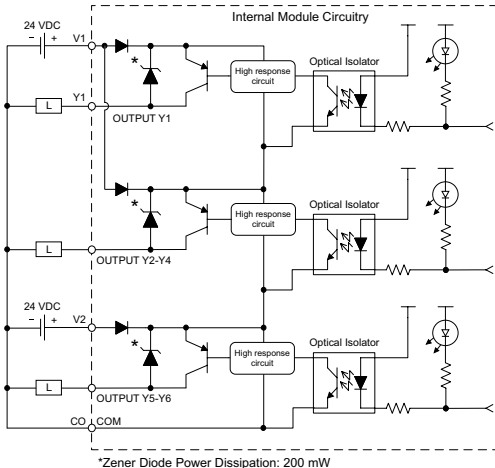 Internal Module Circuitry
24 VDC
− +
V1
*
High response circuit
Optical Isolator
L
Y1
OUTPUT Y1
*
High response circuit
Optical Isolator
L
OUTPUT Y2-Y4
24 VDC
− +
V2
*
High response circuit
Optical Isolator
L
OUTPUT Y5-Y6
CO
COM
*Zener Diode Power Dissipation: 200 mW